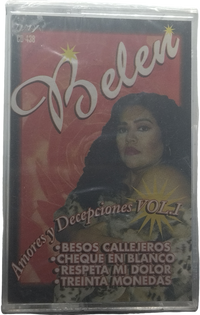 Belen
Amores y Decepciones VOL.1
•BESOS CALLEJEROS
•CHEQUE EN BLANCO
•RESPETA MI DOLOR
•TREINTA MONEDAS